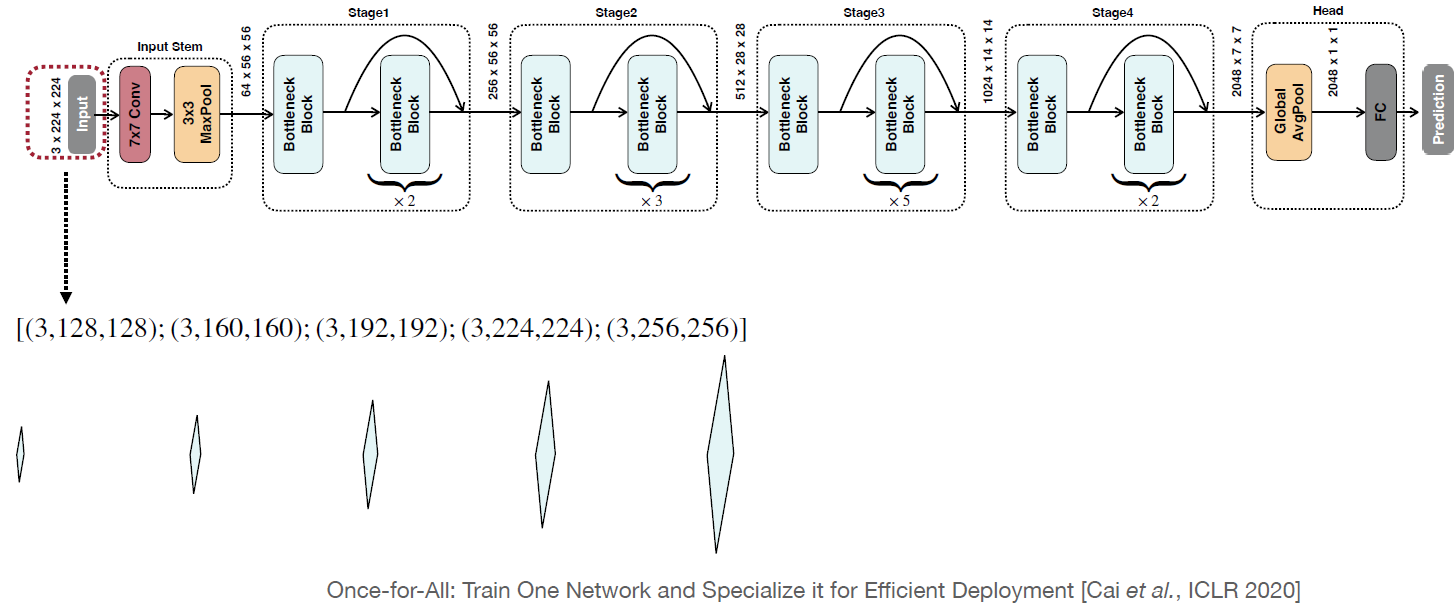 Stage1
Stage2
Stage3
Stage4
Head
Input Stem
3 x 224 x 224
Input
7x7 Conv
3x3
MaxPool
64 x 56 x 56
Bottleneck
Block
Bottleneck
Block
× 2
256 x 56 x 56
Bottleneck
Block
Bottleneck
Block
× 3
512 x 28 x 28
Bottleneck
Block
Bottleneck
Block
× 5
1024 x 14 x 14
Bottleneck
Block
Bottleneck
Block
× 2
2048 x 7 x 7
Global
AvgPool
2048 x 1 x 1
FC
Prediction
[(3,128,128); (3,160,160); (3,192,192); (3,224,224); (3,256,256)]
Once-for-All: Train One Network and Specialize it for Efficient Deployment [Cai et al., ICLR 2020]